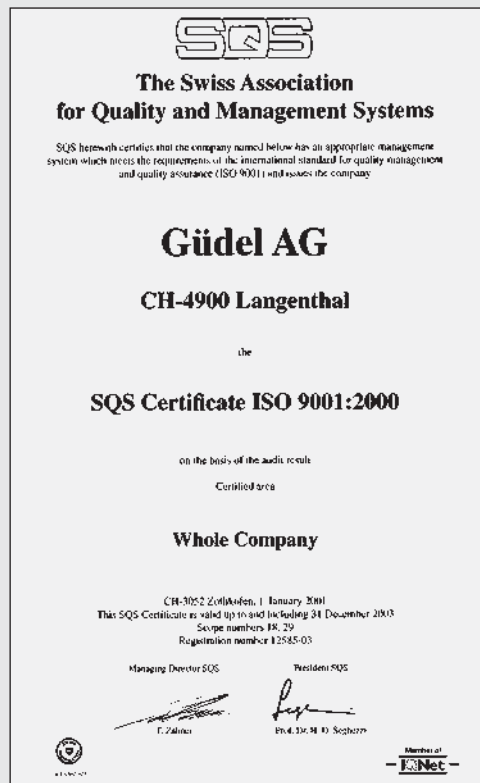 SQS
The Swiss Association
for Quality and Management Systems
SQS herewith certifies that the company named below has an appropriate management
system which meets the requirements of the international standard for quality management
and quality assurance (ISO 9001) and issues the company
Güdel AG
CH-4900 Langenthal
the
SQS Certificate ISO 9001:2000
on the basis of the audit result
Certified area
Whole Company
CH-3052 Zollikofen, 1 January 2001
This SQS Certificate is valid up to and including 31 December 2003
Scope numbers 18, 29
Registration number 12585-03
Managing Director SQS President SQS
T. Zahner Prof. Dr. H. D. Seghezzi
Member of
IQNet